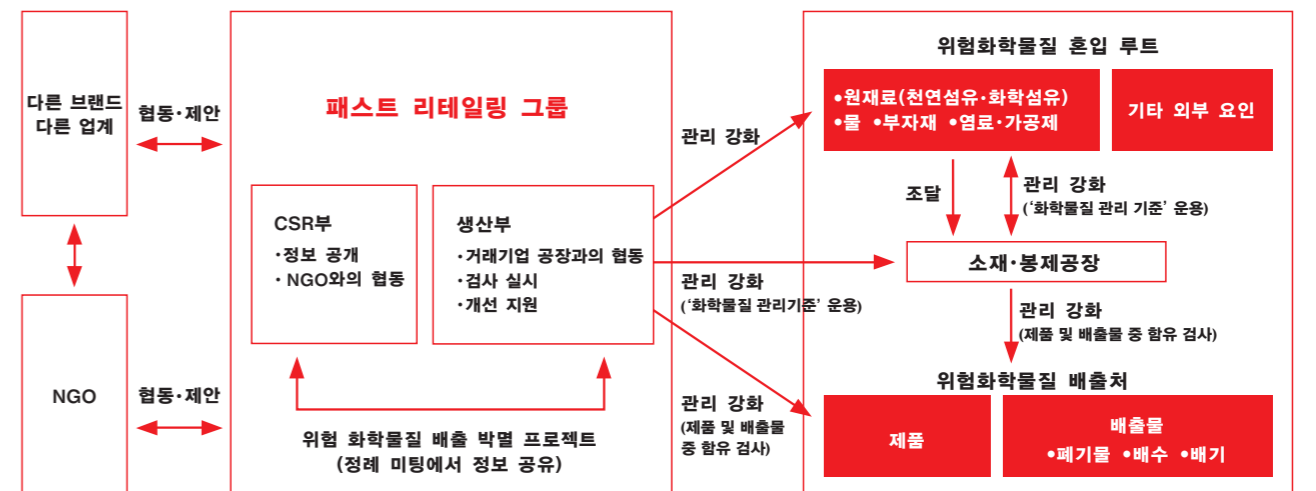 다른 브랜드
다른 업계
협동·제안
NGO
협동·제안
패스트 리테일링 그룹
CSR부
·정보 공개
· NGO와의 협동
생산부
·거래기업 공장과의 협동
·검사 실시
·개선 지원
위험 화학물질 배출 박멸 프로젝트
(정례 미팅에서 정보 공유)
관리 강화
관리 강화
(‘화학물질 관리기준’ 운용)
관리 강화
(제품 및 배출물
중 함유 검사)
위험화학물질 혼입 루트
•원재료(천연섬유·화학섬유)
•물 •부자재 •염료·가공제
기타 외부 요인
조달
관리 강화
(‘화학물질 관리 기준’ 운용)
소재·봉제공장
관리 강화
(제품 및 배출물 중 함유 검사)
위험화학물질 배출처
제품
배출물
•폐기물 •배수 •배기